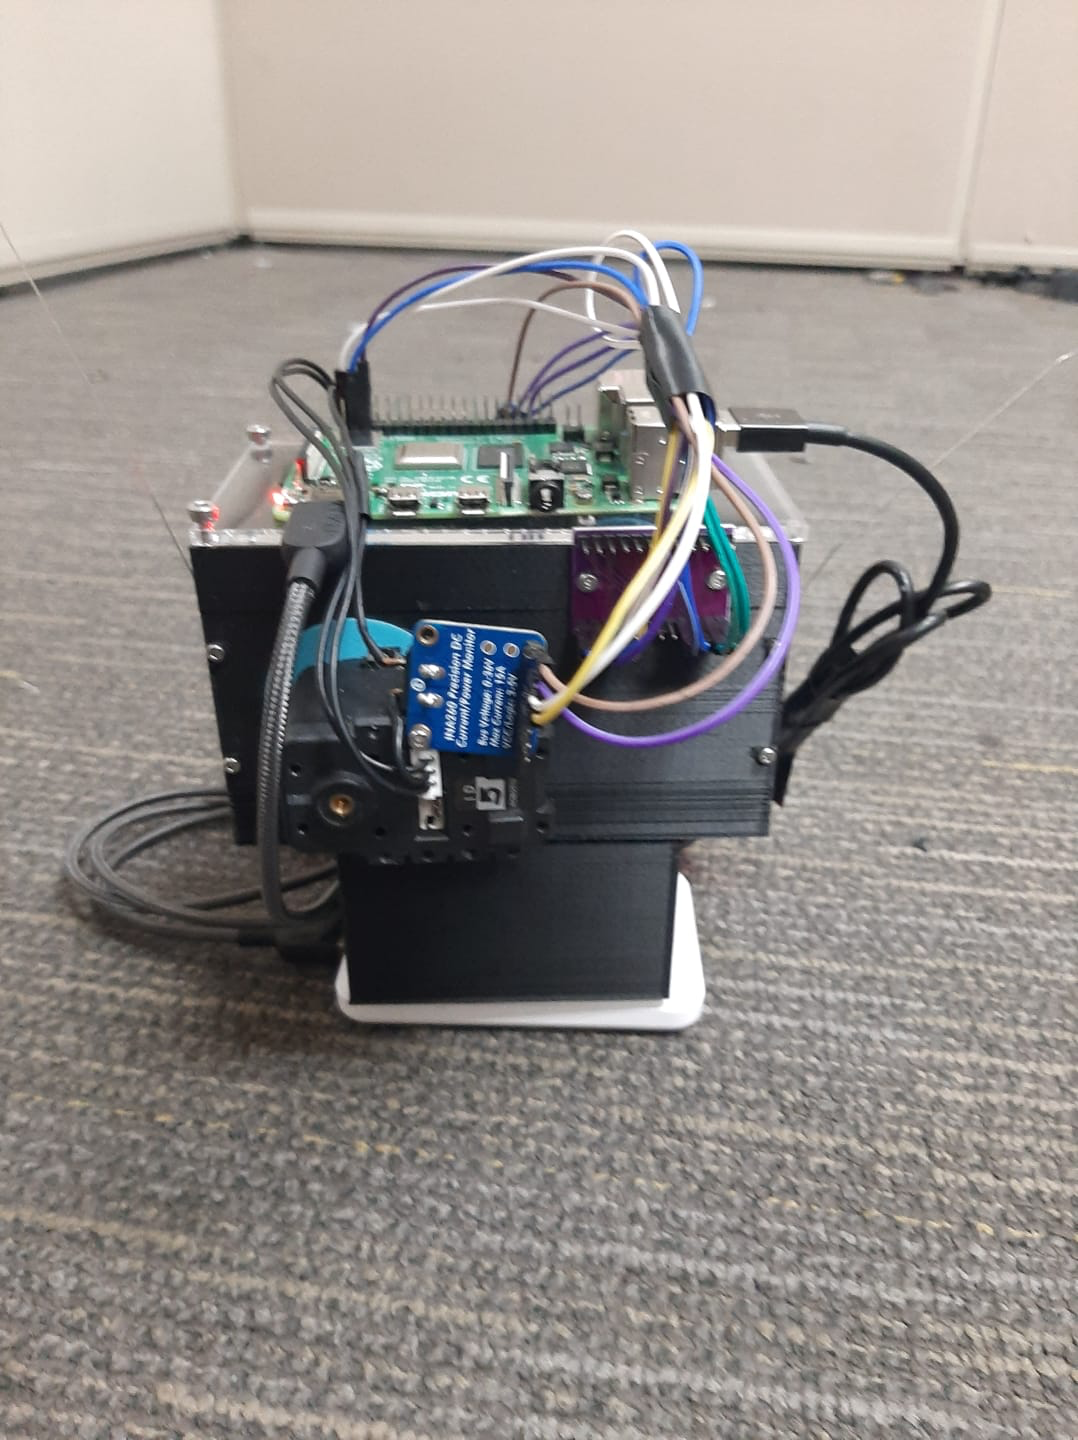 INA260 Precision DC
Current/Power Monitor
Bus Voltage: 0-36V
Max Current: 15A
VCC/Logic: 3-5V
ID
5